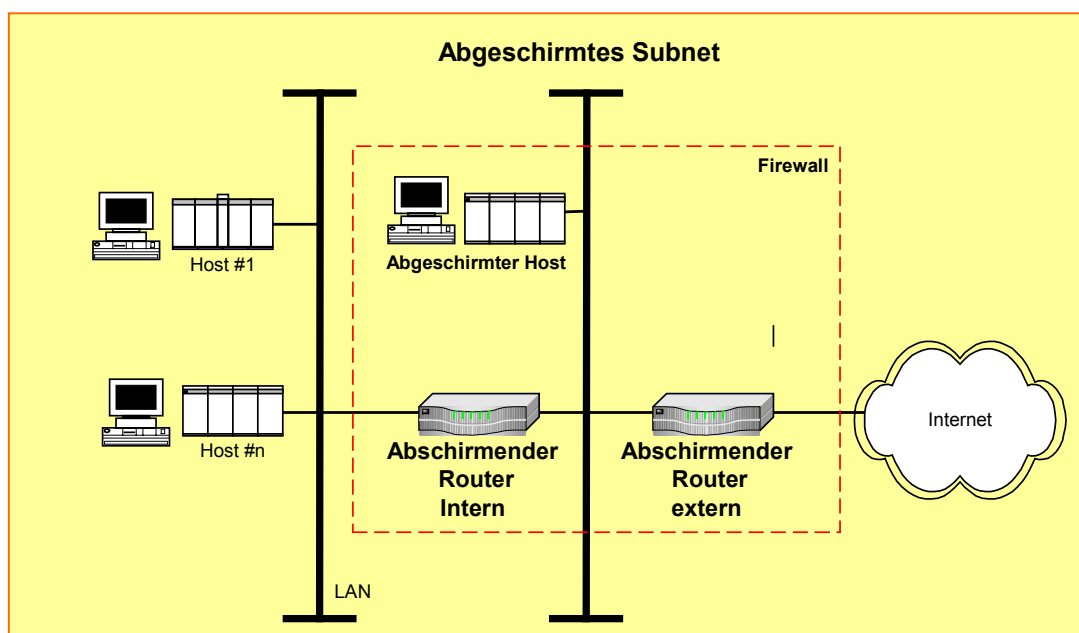 Abgeschirmtes Subnet
Firewall
Host #1
Abgeschirmter Host
Host #n
Abschirmender
Router
Intern
Abschirmender
Router
extern
Internet
LAN